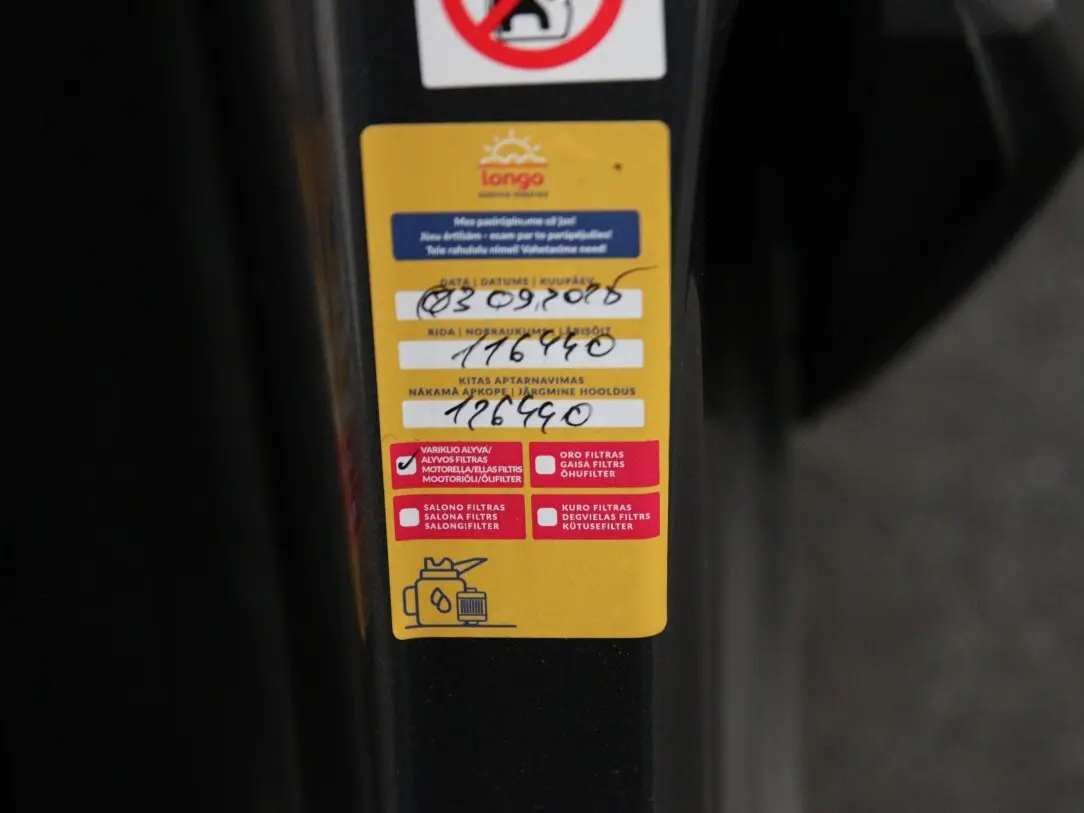 longo
Mes pasirūpinome už jus!
Jūsu ērtībām - esam par to parūpējušies!
Teie rahulolu nimel! Vahetasime need!
DATA | DATUMS | KUUPÄEV
03 09.2025
RIDA | NOBRAUKUMS | LÄBISÕIT
116440
KITAS APTARNAVIMAS
NĀKAMĀ APKOPE | JÄRGMINE HOOLDUS
126440
VARIKLIO ALYVA/
ALYVOS FILTRAS
MOTOREĻĻA/EĻĻAS FILTRS
MOOTORIÕLI/ÕLIFILTER
ORO FILTRAS
GAISA FILTRS
ÕHUFILTER
SALONO FILTRAS
SALONA FILTRS
SALONGIFILTER
KURO FILTRAS
DEGVIELAS FILTRS
KÜTUSEFILTER